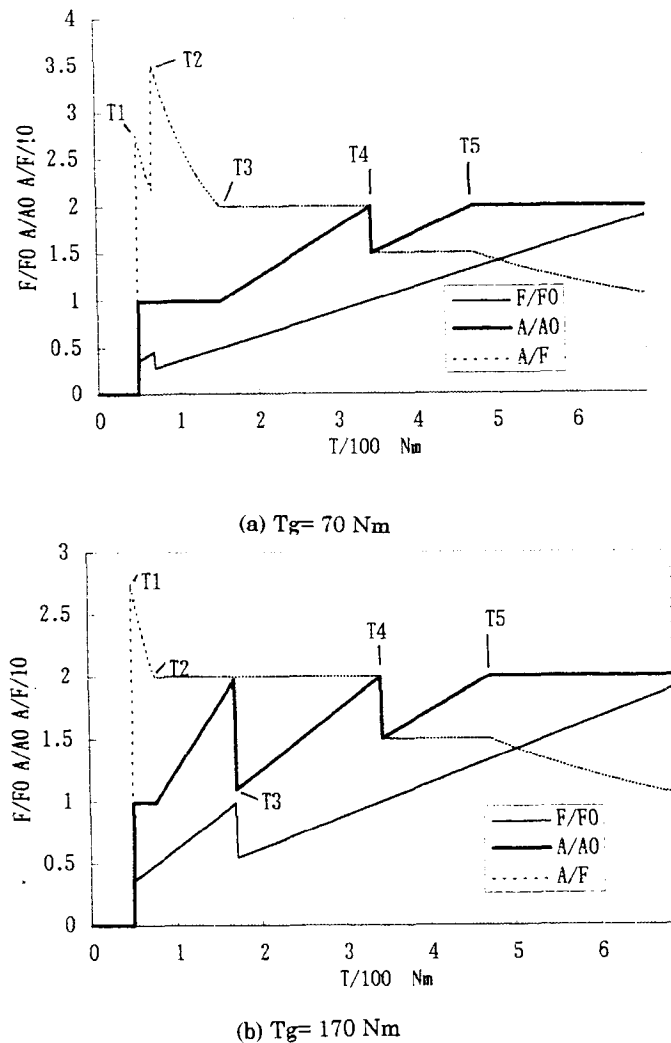 F/F0 A/A0 A/F/10
4
3.5
3
2.5
2
1.5
1
0.5
0
T1
T2
T3
T4
T5
F/F0
A/A0
A/F
0 1 2 3 4 5 6
T/100 Nm
(a) Tg= 70 Nm
F/F0 A/A0 A/F/10
3
2.5
2
1.5
1
0.5
0
T1
T2
T3
T4
T5
F/F0
A/A0
A/F
0 1 2 3 4 5 6
T/100 Nm
(b) Tg= 170 Nm